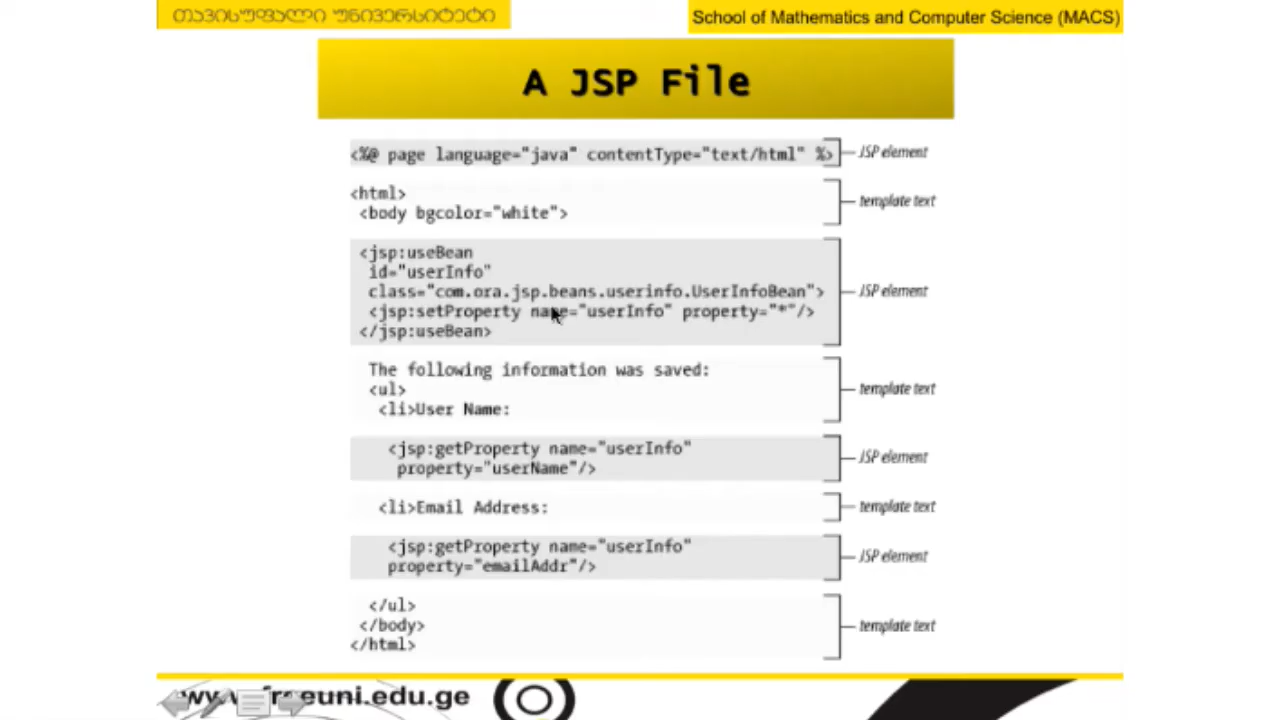 თავისუფალი უნივერსიტეტი
School of Mathematics and Computer Science (MACS)
A JSP File
<%@ page language="java" contentType="text/html" %>
JSP element
<html>
<body bgcolor="white">
template text
<jsp:useBean
id="userInfo"
class="com.ora.jsp.beans.userinfo.UserInfoBean">
<jsp:setProperty name="userInfo" property="*"/>
</jsp:useBean>
JSP element
The following information was saved:
<ul>
<li>User Name:
template text
<jsp:getProperty name="userInfo"
property="userName"/>
JSP element
<li>Email Address:
template text
<jsp:getProperty name="userInfo"
property="emailAddr"/>
JSP element
</ul>
</body>
</html>
template text
www.freeuni.edu.ge